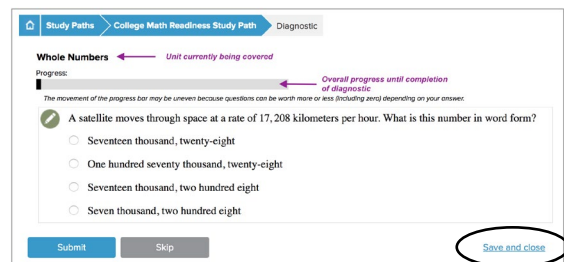 Study Paths College Math Readiness Study Path Diagnostic
Whole Numbers Unit currently being covered
Progress:
Overall progress until completion
of diagnostic
The movement of the progress bar may be uneven because questions can be worth more or less (including zero) depending on your answer.
A satellite moves through space at a rate of 17, 208 kilometers per hour. What is this number in word form?
Seventeen thousand, twenty-eight
One hundred seventy thousand, twenty-eight
Seventeen thousand, two hundred eight
Seven thousand, two hundred eight
Submit Skip Save and close